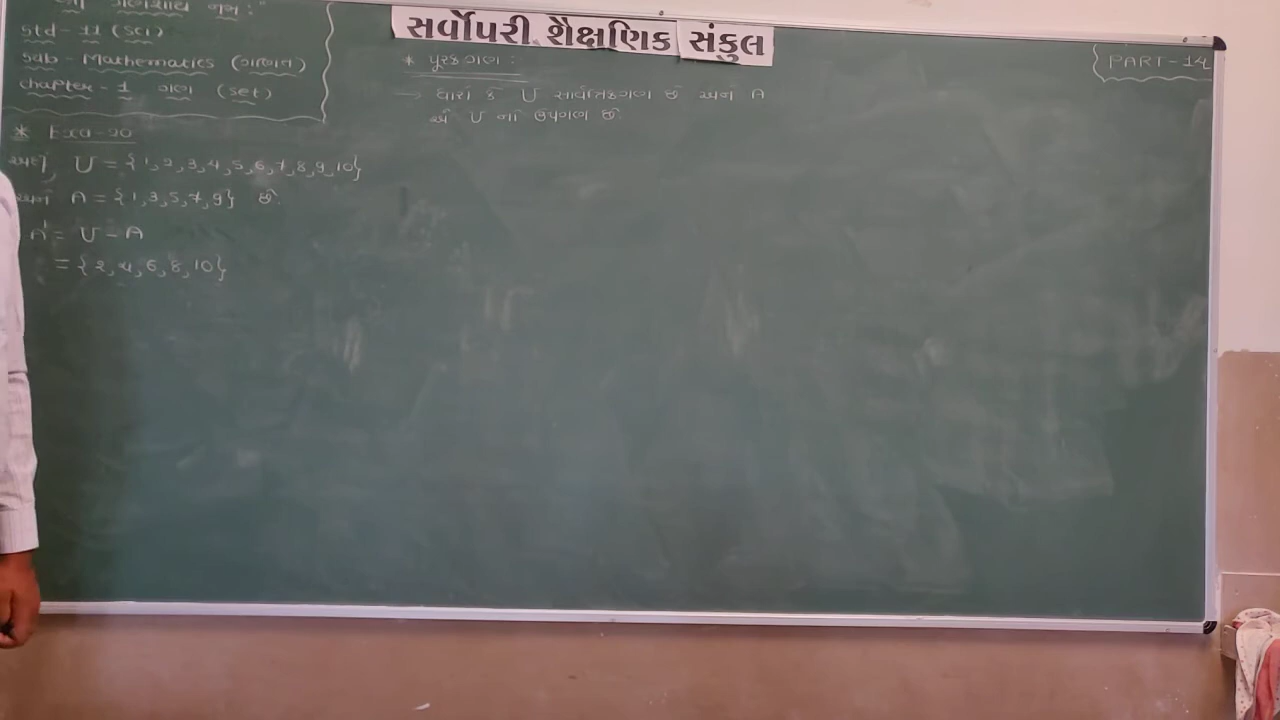 શ્રી ગણેશાય નમઃ
સર્વોપરી શૈક્ષણિક સંકુલ
PART-14
Std - 11 (Sci)
Sub - Mathematics (ગણિત)
Chapter - 1 ગણ (Set)
* Exa-20
અહીં, U = {1,2,3,4,5,6,7,8,9,10}
અને A = {1,3,5,7,9} છે.
A' = U - A
= {2,4,6,8,10}
* પૂરકગણ :
→ ધારો કે U સાર્વત્રિકગણ છે અને A
એ U નો ઉપગણ છે.